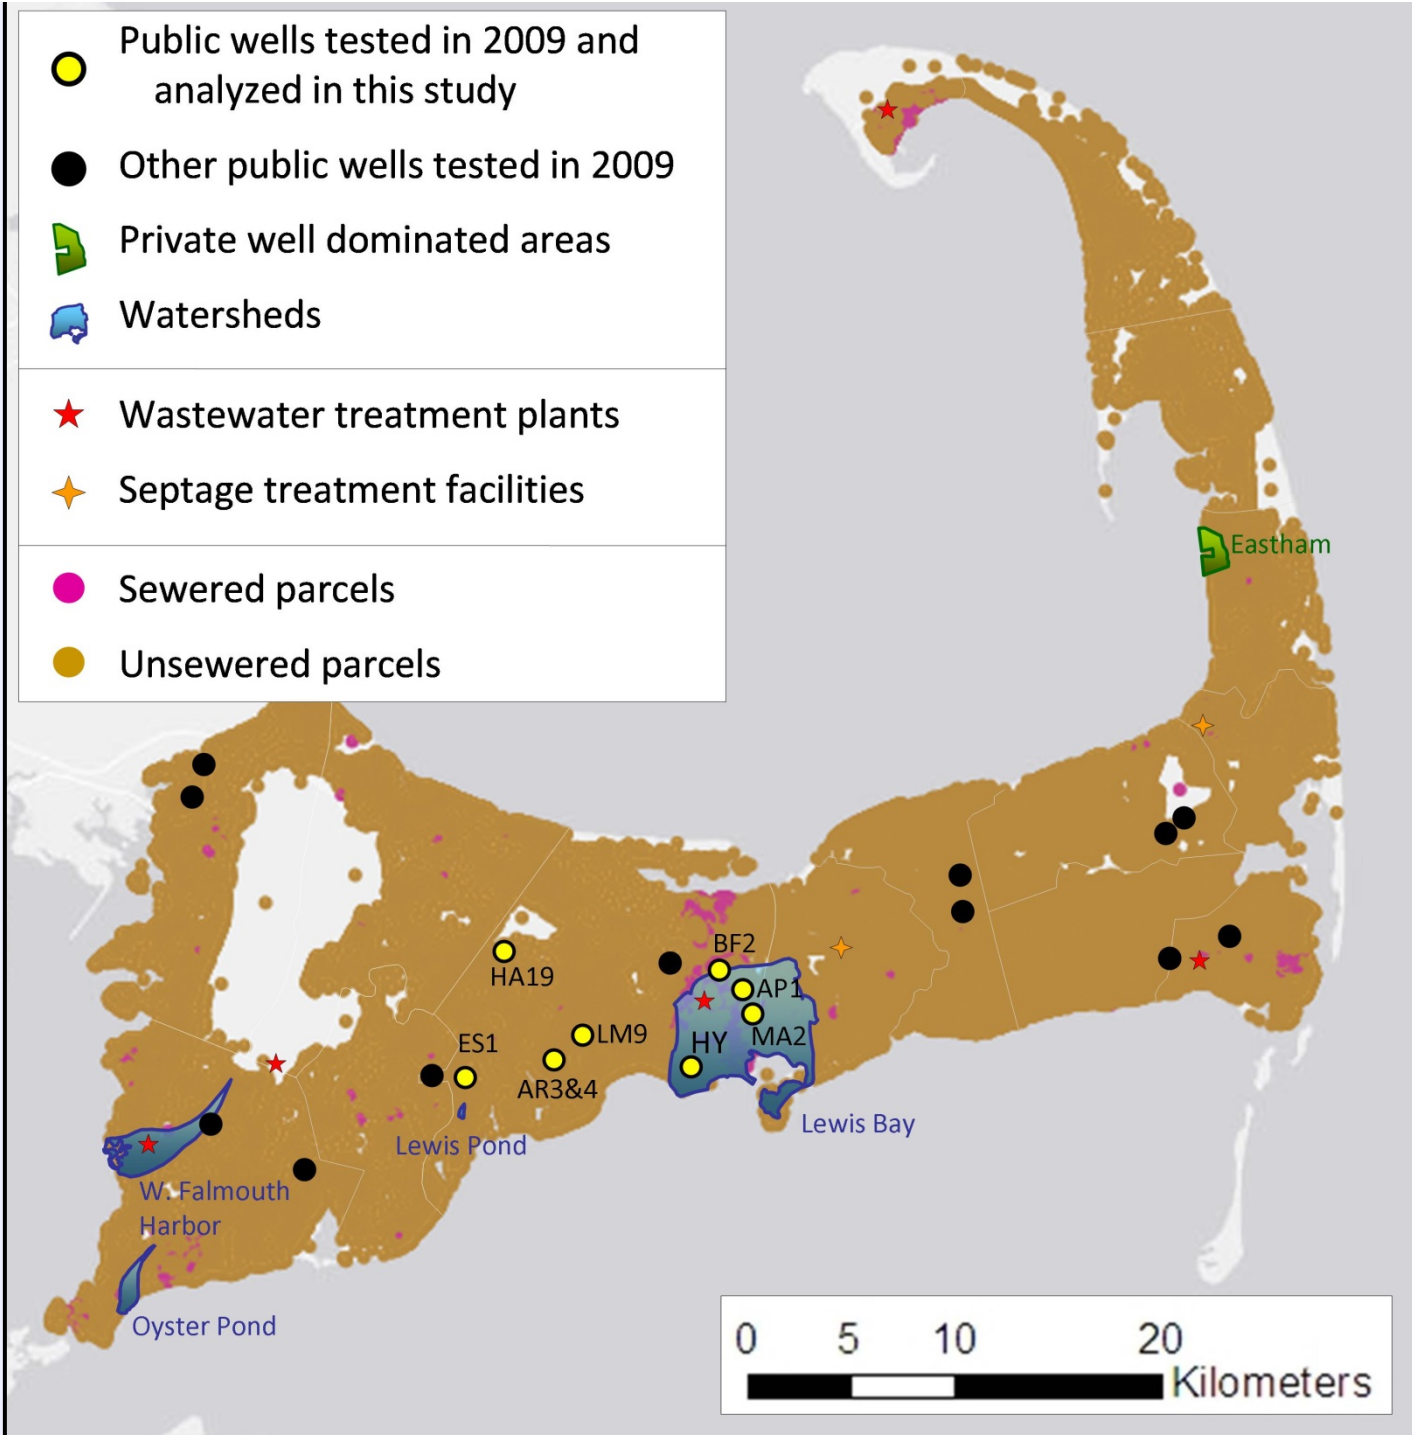 Public wells tested in 2009 and
analyzed in this study
Other public wells tested in 2009
Private well dominated areas
Watersheds
Wastewater treatment plants
Septage treatment facilities
Sewered parcels
Unsewered parcels
Eastham
BF2
HA19
AP1
LM9
MA2
ES1
HY
AR3&4
Lewis Bay
Lewis Pond
W. Falmouth
Harbor
Oyster Pond
0 5 10 20
Kilometers